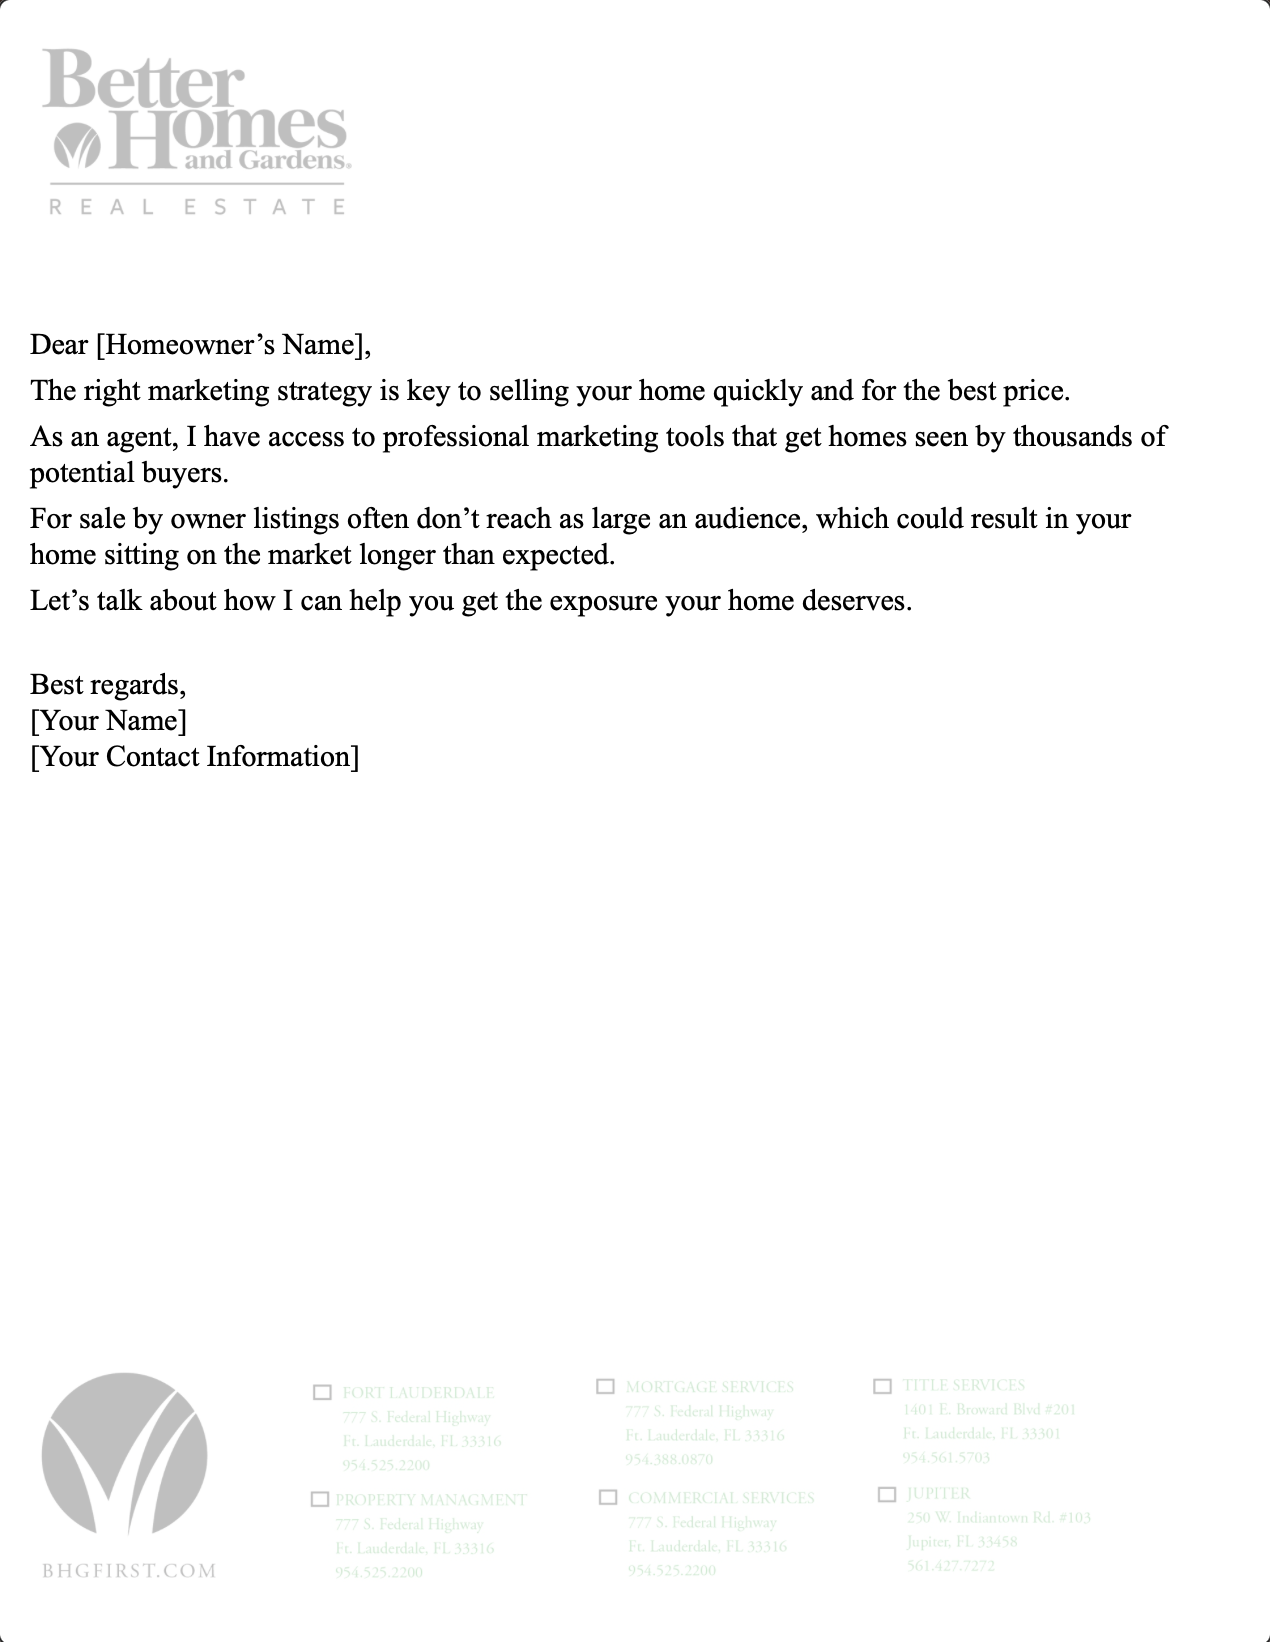 Better
Homes
and Gardens.
REAL ESTATE
Dear [Homeowner’s Name],
The right marketing strategy is key to selling your home quickly and for the best price.
As an agent, I have access to professional marketing tools that get homes seen by thousands of
potential buyers.
For sale by owner listings often don’t reach as large an audience, which could result in your
home sitting on the market longer than expected.
Let’s talk about how I can help you get the exposure your home deserves.
Best regards,
[Your Name]
[Your Contact Information]
FORT LAUDERDALE
777 S. Federal Highway
Ft. Lauderdale, FL 33316
954.525.2200
MORTGAGE SERVICES
777 S. Federal Highway
Ft. Lauderdale, FL 33316
954.388.0870
TITLE SERVICES
1401 E. Broward Blvd #201
Ft. Lauderdale, FL 33301
954.561.5703
PROPERTY MANAGMENT
777 S. Federal Highway
Ft. Lauderdale, FL 33316
954.525.2200
COMMERCIAL SERVICES
777 S. Federal Highway
Ft. Lauderdale, FL 33316
954.525.2200
JUPITER
250 W. Indiantown Rd. #103
Jupiter, FL 33458
561.427.7272
BHGFIRST.COM